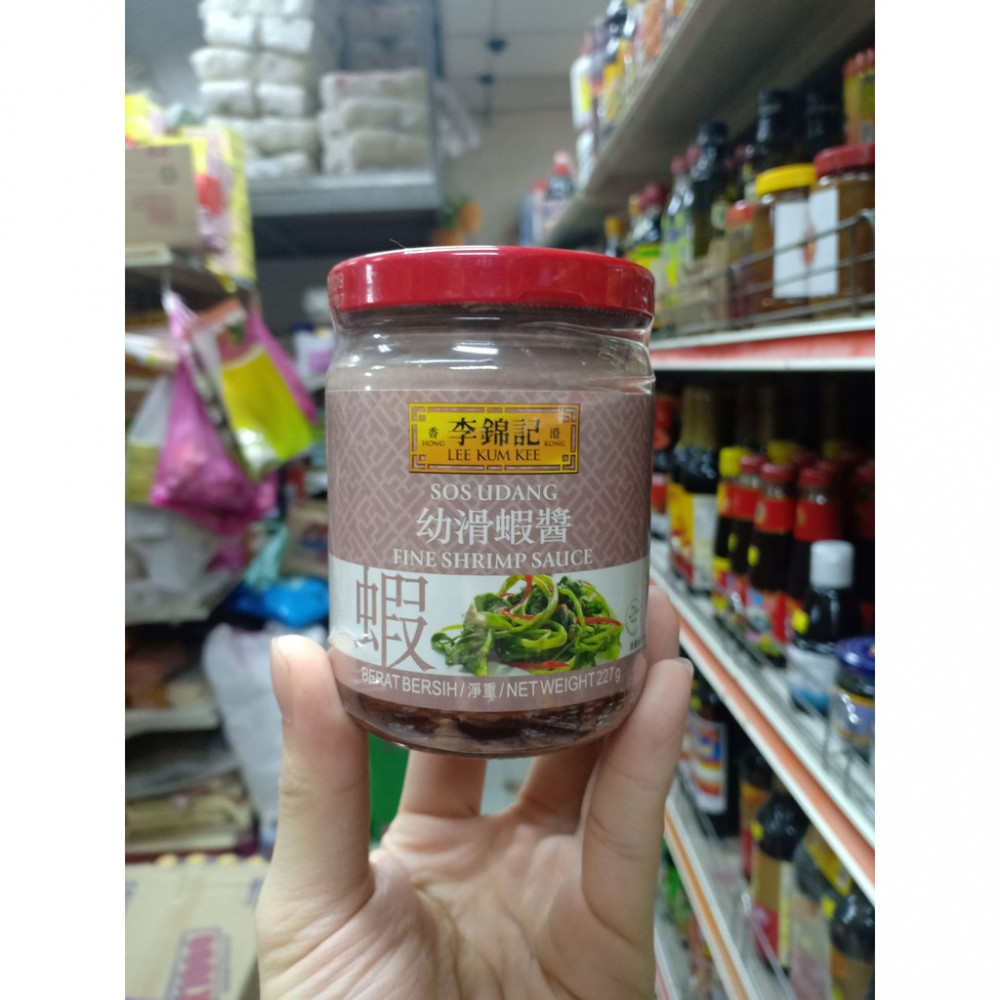 香 李錦記 港
HONG KONG
LEE KUM KEE
SOS UDANG
幼滑蝦醬
FINE SHRIMP SAUCE
蝦
BERAT BERSIH/淨重/NET WEIGHT 227g